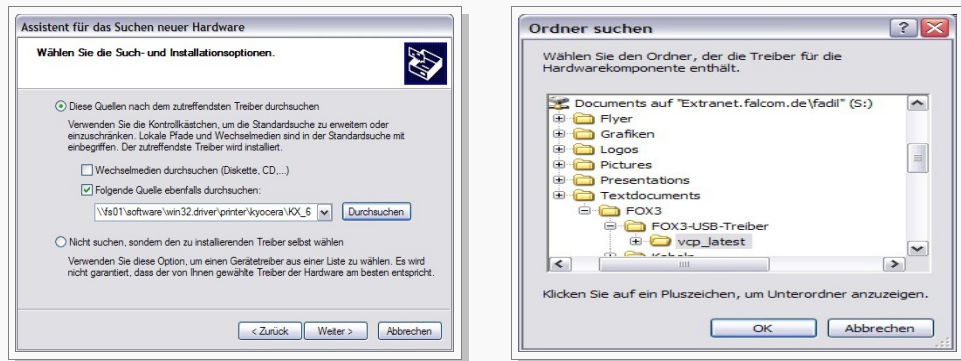 Assistent für das Suchen neuer Hardware
Wählen Sie die Such- und Installationsoptionen.
Diese Quellen nach dem zutreffendsten Treiber durchsuchen
Verwenden Sie die Kontrollkästchen, um die Standardsuche zu erweitern oder
einzuschränken. Lokale Pfade und Wechselmedien sind in der Standardsuche mit
einbegriffen. Der zutreffendste Treiber wird installiert.
Wechselmedien durchsuchen (Diskette, CD,...)
Folgende Quelle ebenfalls durchsuchen:
\\fs01\software\win32.driver\printer\kyocera\KX_6
Durchsuchen
Nicht suchen, sondern den zu installierenden Treiber selbst wählen
Verwenden Sie diese Option, um einen Gerätetreiber aus einer Liste zu wählen. Es wird
nicht garantiert, dass der von Ihnen gewählte Treiber der Hardware am besten entspricht.
< Zurück
Weiter >
Abbrechen
Ordner suchen
Wählen Sie den Ordner, der die Treiber für die
Hardwarekomponente enthält.
Documents auf "Extranet.falcom.de\fadil" (S:)
Flyer
Grafiken
Logos
Pictures
Presentations
Textdocuments
FOX3
FOX3-USB-Treiber
vcp_latest
Klicken Sie auf ein Pluszeichen, um Unterordner anzuzeigen.
OK
Abbrechen